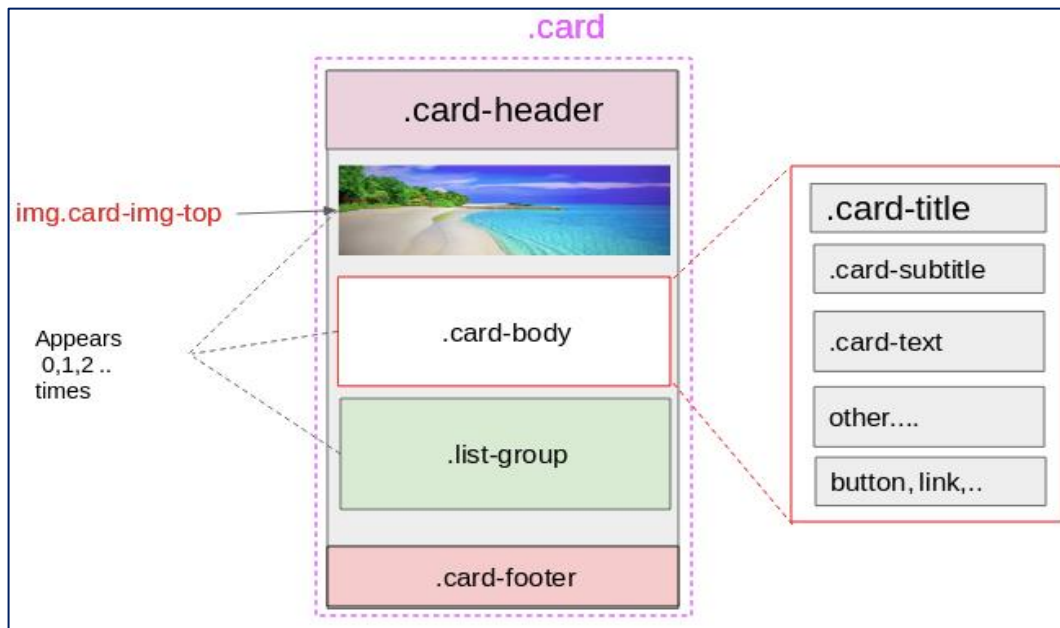 .card
.card-header
img.card-img-top
.card-title
.card-subtitle
.card-body
Appears
0,1,2 ..
times
.card-text
other....
.list-group
button, link,..
.card-footer